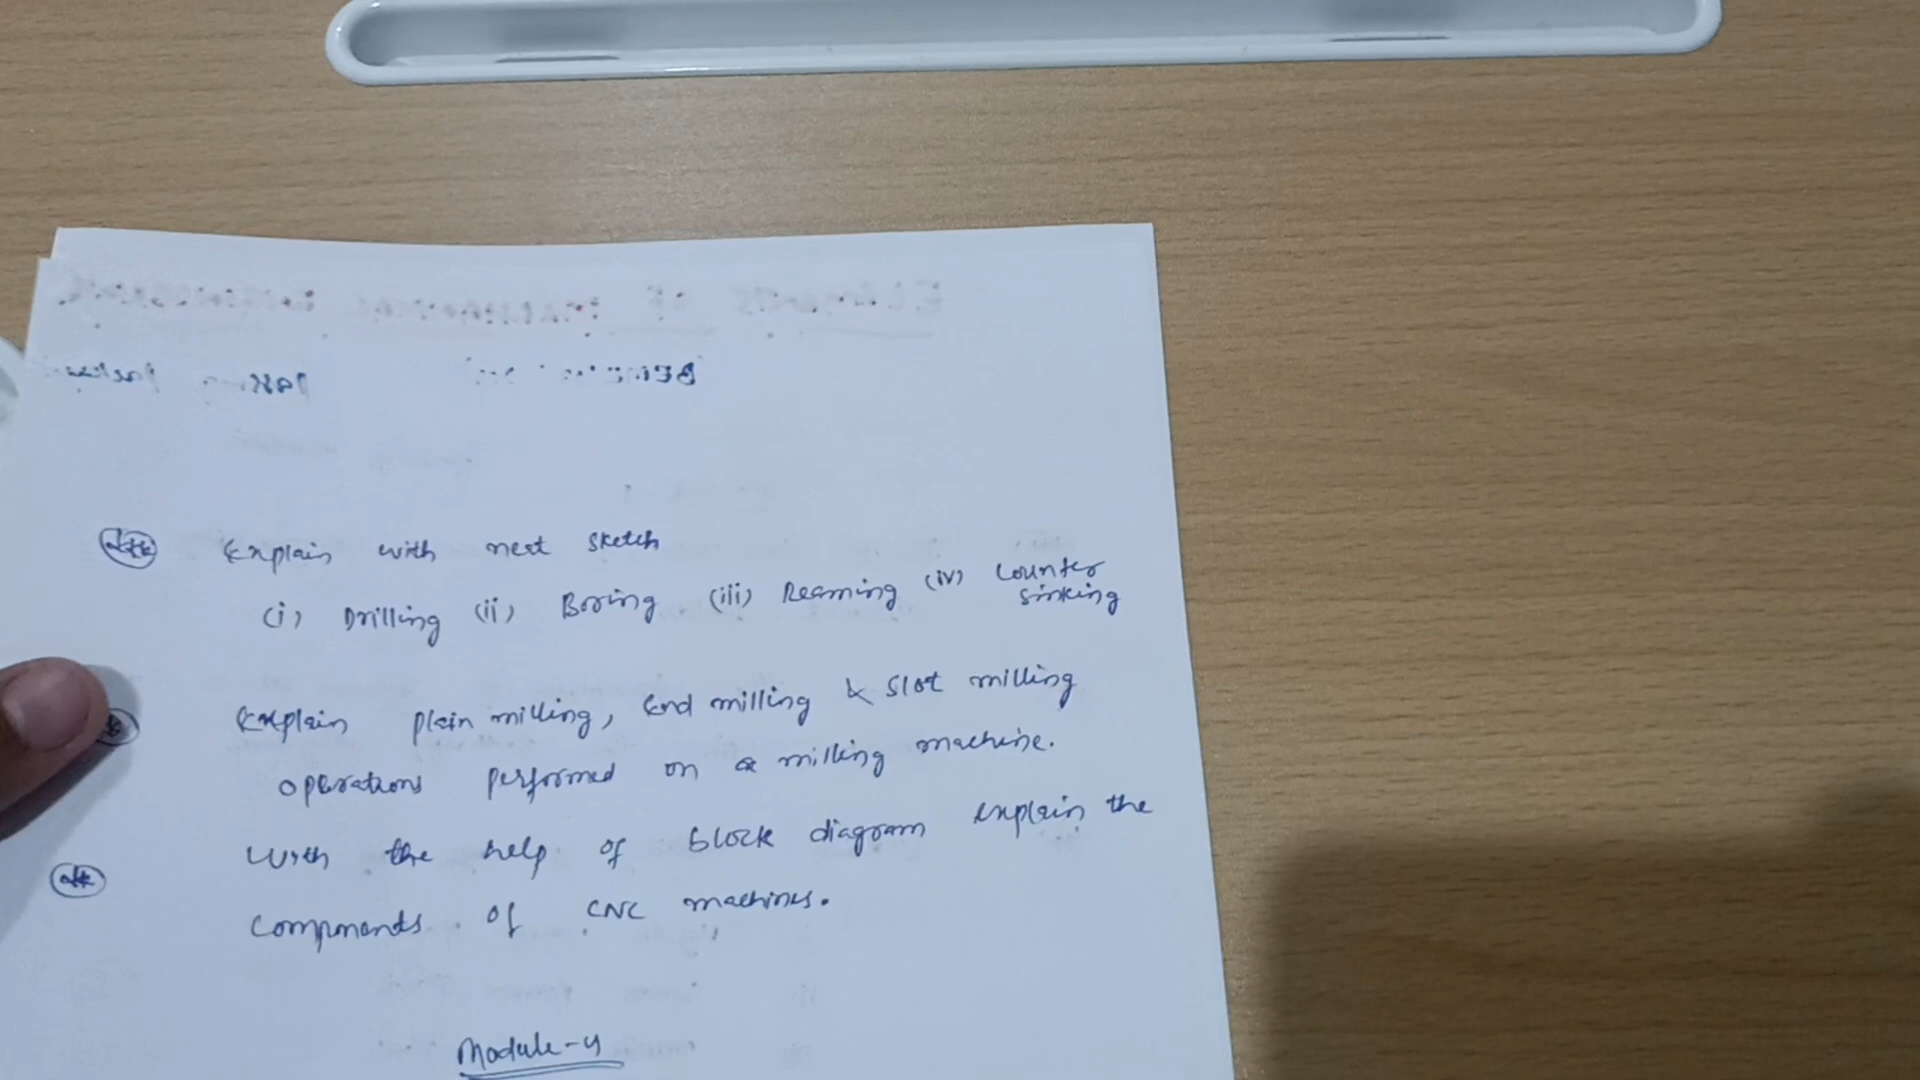 Explain with neat sketch
(i) Drilling (ii) Boring (iii) Reaming (iv) Counter
sinking
Explain plain milling, End milling & Slot milling
operations performed on a milling machine.
With the help of block diagram explain the
components of CNC machines.
Module-4